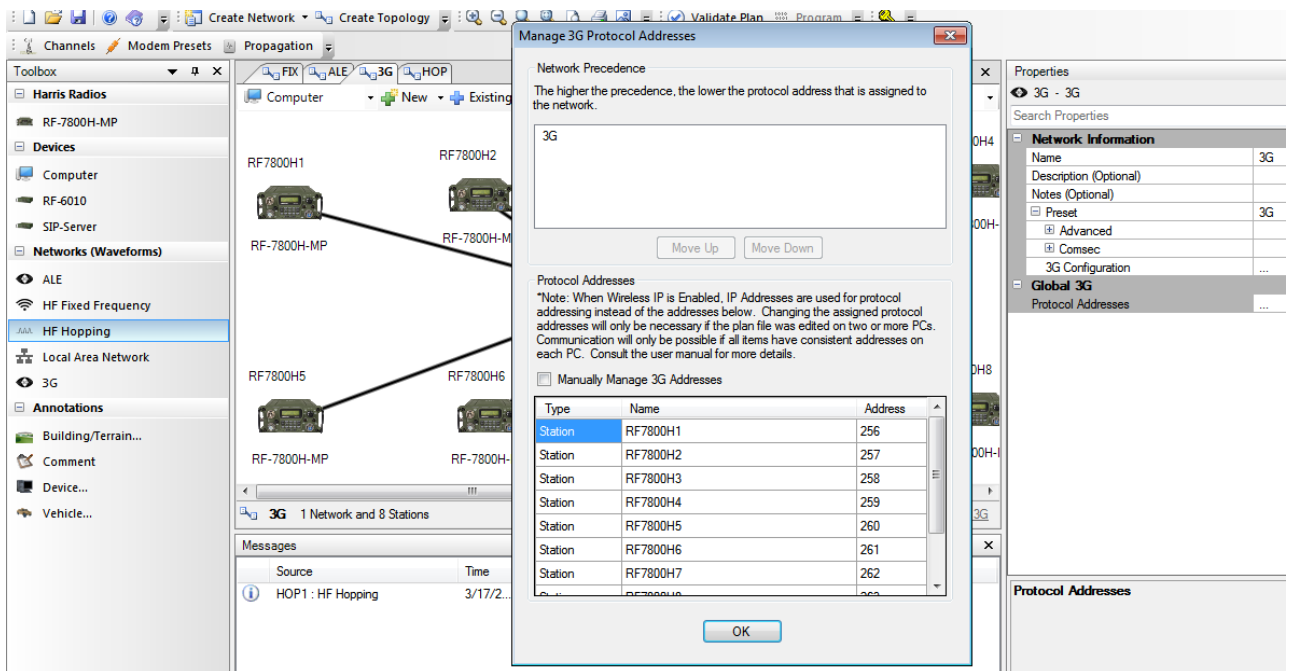 Create Network
Create Topology
Validate Plan
Program
Channels
Modem Presets
Propagation
Toolbox
Harris Radios
RF-7800H-MP
Devices
Computer
RF-6010
SIP-Server
Networks (Waveforms)
ALE
HF Fixed Frequency
HF Hopping
Local Area Network
3G
Annotations
Building/Terrain...
Comment
Device...
Vehicle...
FIX
ALE
3G
HOP
Computer
New
Existing
RF7800H1
RF7800H2
RF-7800H-MP
RF-7800H-M
RF7800H5
RF7800H6
RF-7800H-MP
RF-7800H-
3G 1 Network and 8 Stations
Messages
Source Time
HOP1 : HF Hopping 3/17/2...
Manage 3G Protocol Addresses
Network Precedence
The higher the precedence, the lower the protocol address that is assigned to
the network.
3G
Move Up
Move Down
Protocol Addresses
*Note: When Wireless IP is Enabled, IP Addresses are used for protocol
addressing instead of the addresses below. Changing the assigned protocol
addresses will only be necessary if the plan file was edited on two or more PCs.
Communication will only be possible if all items have consistent addresses on
each PC. Consult the user manual for more details.
Manually Manage 3G Addresses
Type Name Address
Station RF7800H1 256
Station RF7800H2 257
Station RF7800H3 258
Station RF7800H4 259
Station RF7800H5 260
Station RF7800H6 261
Station RF7800H7 262
OK
0H4
00H-
0H8
00H-I
3G
Properties
3G - 3G
Search Properties
Network Information
Name 3G
Description (Optional)
Notes (Optional)
Preset 3G
Advanced
Comsec
3G Configuration ...
Global 3G
Protocol Addresses ...
Protocol Addresses